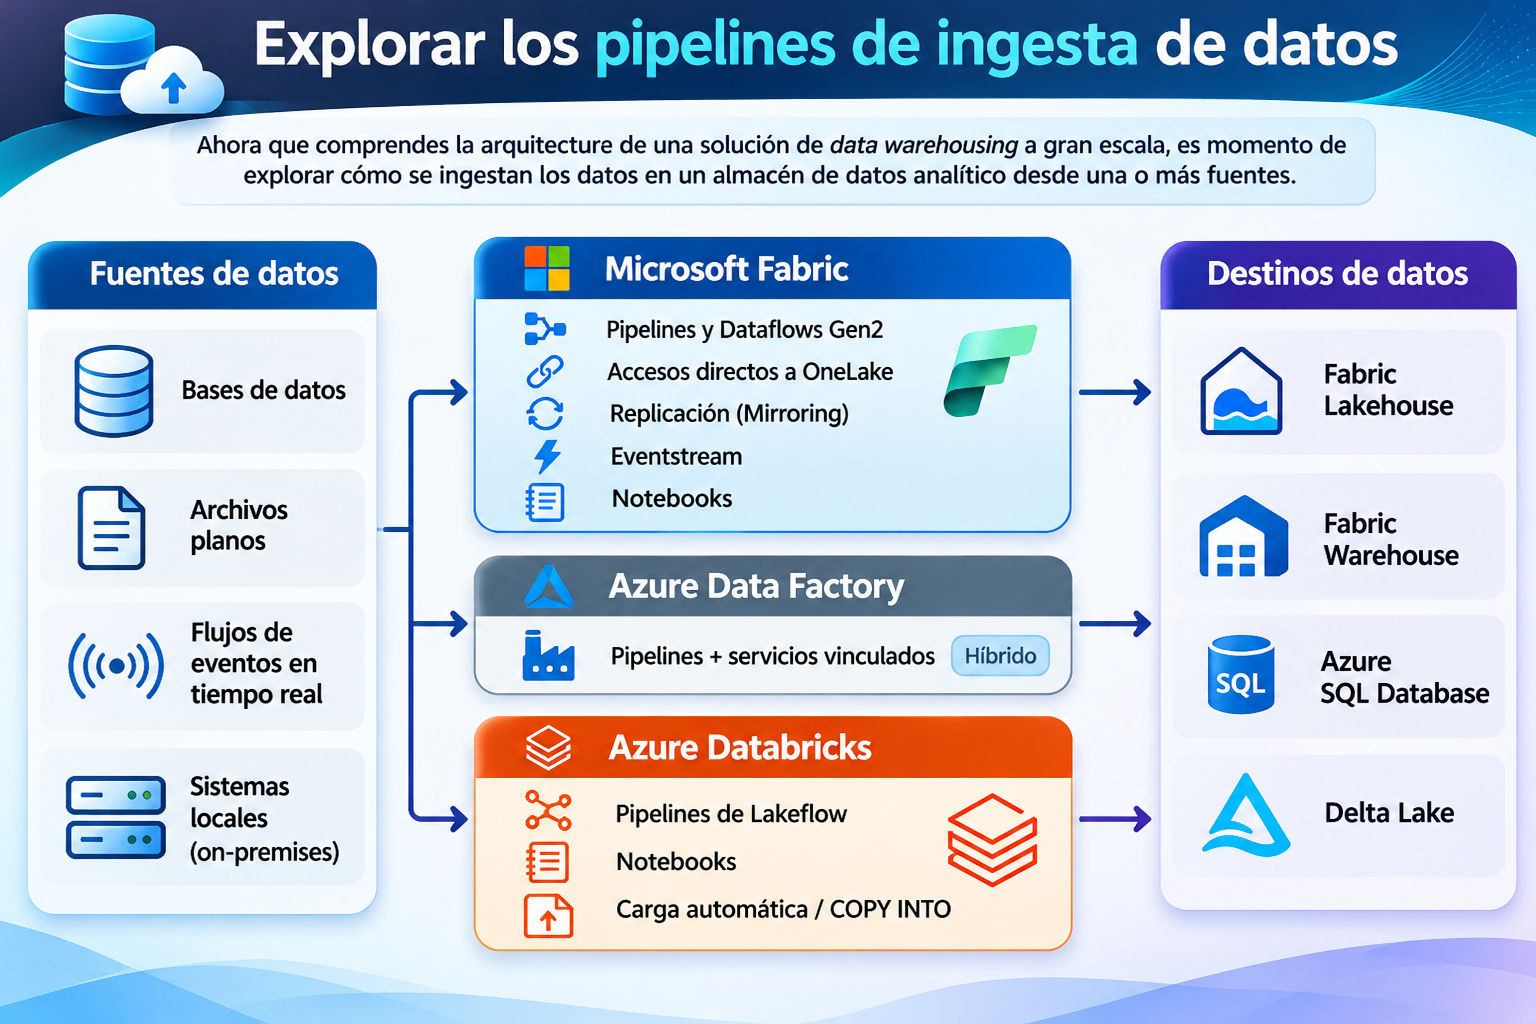 Explorar los pipelines de ingesta de datos
Ahora que comprendes la arquitecture de una solución de data warehousing a gran escala, es momento de
explorar cómo se ingestan los datos en un almacén de datos analítico desde una o más fuentes.
Fuentes de datos
Bases de datos
Archivos
planos
Flujos de
eventos en
tiempo real
Sistemas
locales
(on-premises)
Microsoft Fabric
Pipelines y Dataflows Gen2
Accesos directos a OneLake
Replicación (Mirroring)
Eventstream
Notebooks
Azure Data Factory
Pipelines + servicios vinculados
Híbrido
Azure Databricks
Pipelines de Lakeflow
Notebooks
Carga automática / COPY INTO
Destinos de datos
Fabric
Lakehouse
Fabric
Warehouse
SQL
Azure
SQL Database
Delta Lake